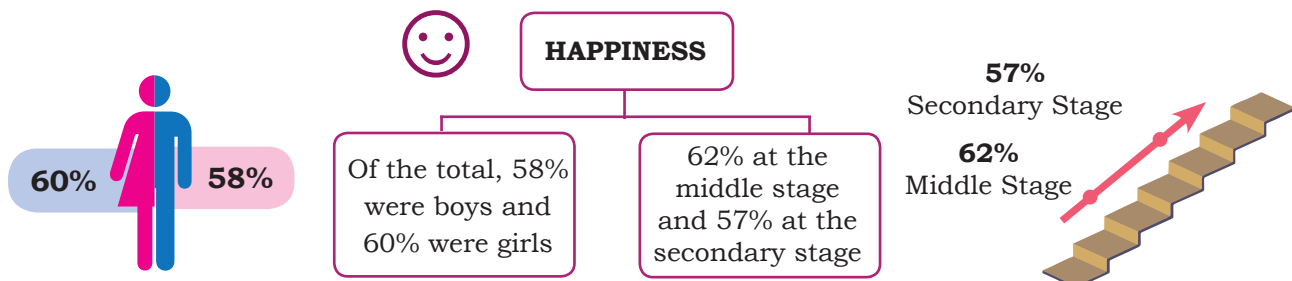 HAPPINESS
60%
58%
Of the total, 58%
were boys and
60% were girls
62% at the
middle stage
and 57% at the
secondary stage
57%
Secondary Stage
62%
Middle Stage